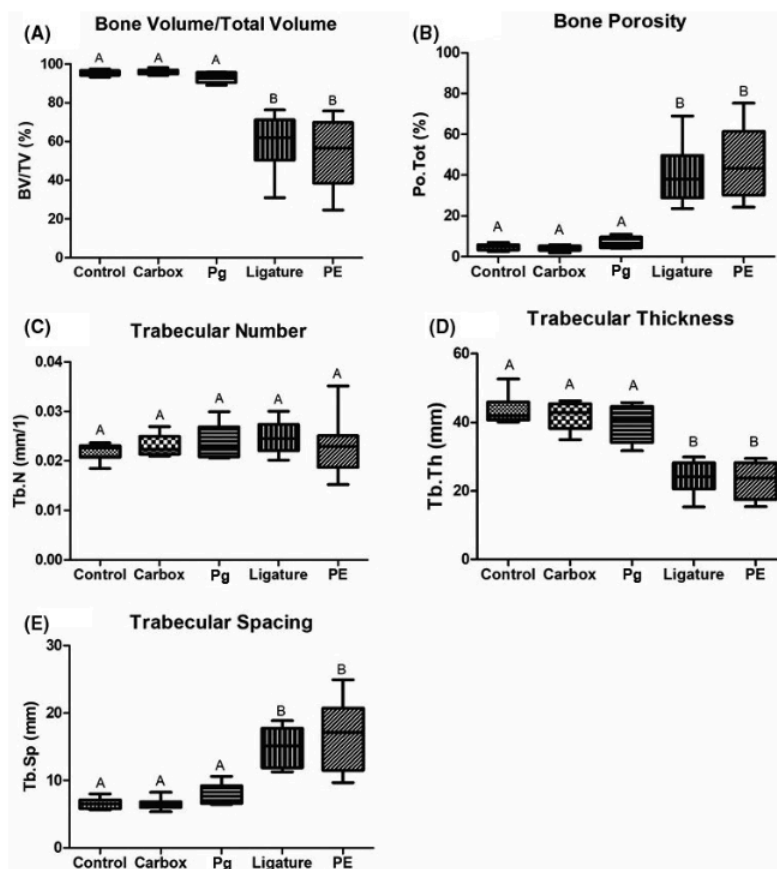 (A) Bone Volume/Total Volume
A A A B B
BV/TV (%)
100
80
60
40
20
0
Control Carbox Pg Ligature PE
(B) Bone Porosity
A A A B B
Po.Tot (%)
100
80
60
40
20
0
Control Carbox Pg Ligature PE
(C) Trabecular Number
A A A A A
Tb.N (mm/1)
0.04
0.03
0.02
0.01
0.00
Control Carbox Pg Ligature PE
(D) Trabecular Thickness
A A A B B
Tb.Th (mm)
60
40
20
0
Control Carbox Pg Ligature PE
(E) Trabecular Spacing
A A A B B
Tb.Sp (mm)
30
20
10
0
Control Carbox Pg Ligature PE